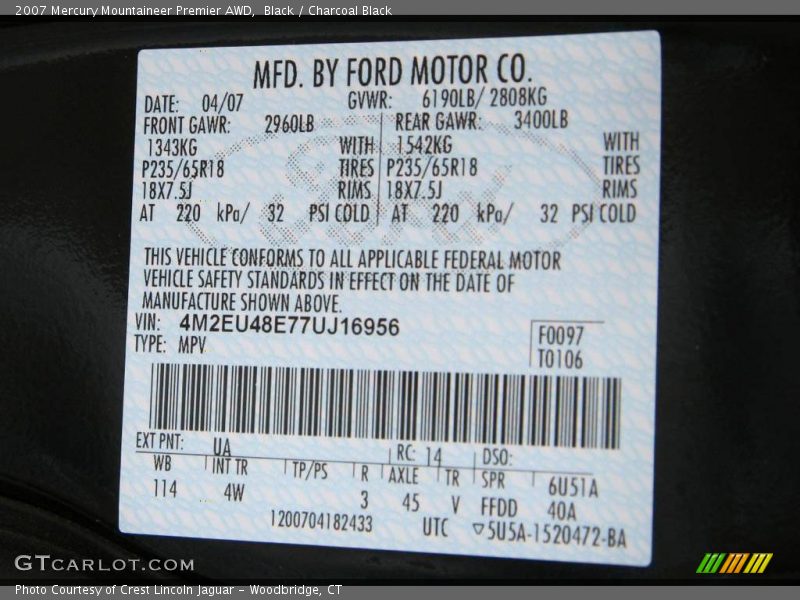 2007 Mercury Mountaineer Premier AWD,  Black / Charcoal Black
MFD. BY FORD MOTOR CO.
DATE: 04/07 GVWR: 6190LB/ 2808KG
FRONT GAWR: 2960LB REAR GAWR: 3400LB
1343KG WITH 1542KG WITH
P235/65R18 TIRES P235/65R18 TIRES
18X7.5J RIMS 18X7.5J RIMS
AT 220 kPa/ 32 PSI COLD AT 220 kPa/ 32 PSI COLD
THIS VEHICLE CONFORMS TO ALL APPLICABLE FEDERAL MOTOR
VEHICLE SAFETY STANDARDS IN EFFECT ON THE DATE OF
MANUFACTURE SHOWN ABOVE.
VIN: 4M2EU48E77UJ16956 F0097
TYPE: MPV T0106
EXT PNT: UA RC: 14 DSO:
WB INT TR TP/PS R AXLE TR SPR 6U51A
114 4W 3 45 V FFDD 40A
1200704182433 UTC ▽5U5A-1520472-BA
GTCARLOT.COM
Photo Courtesy of Crest Lincoln Jaguar - Woodbridge, CT